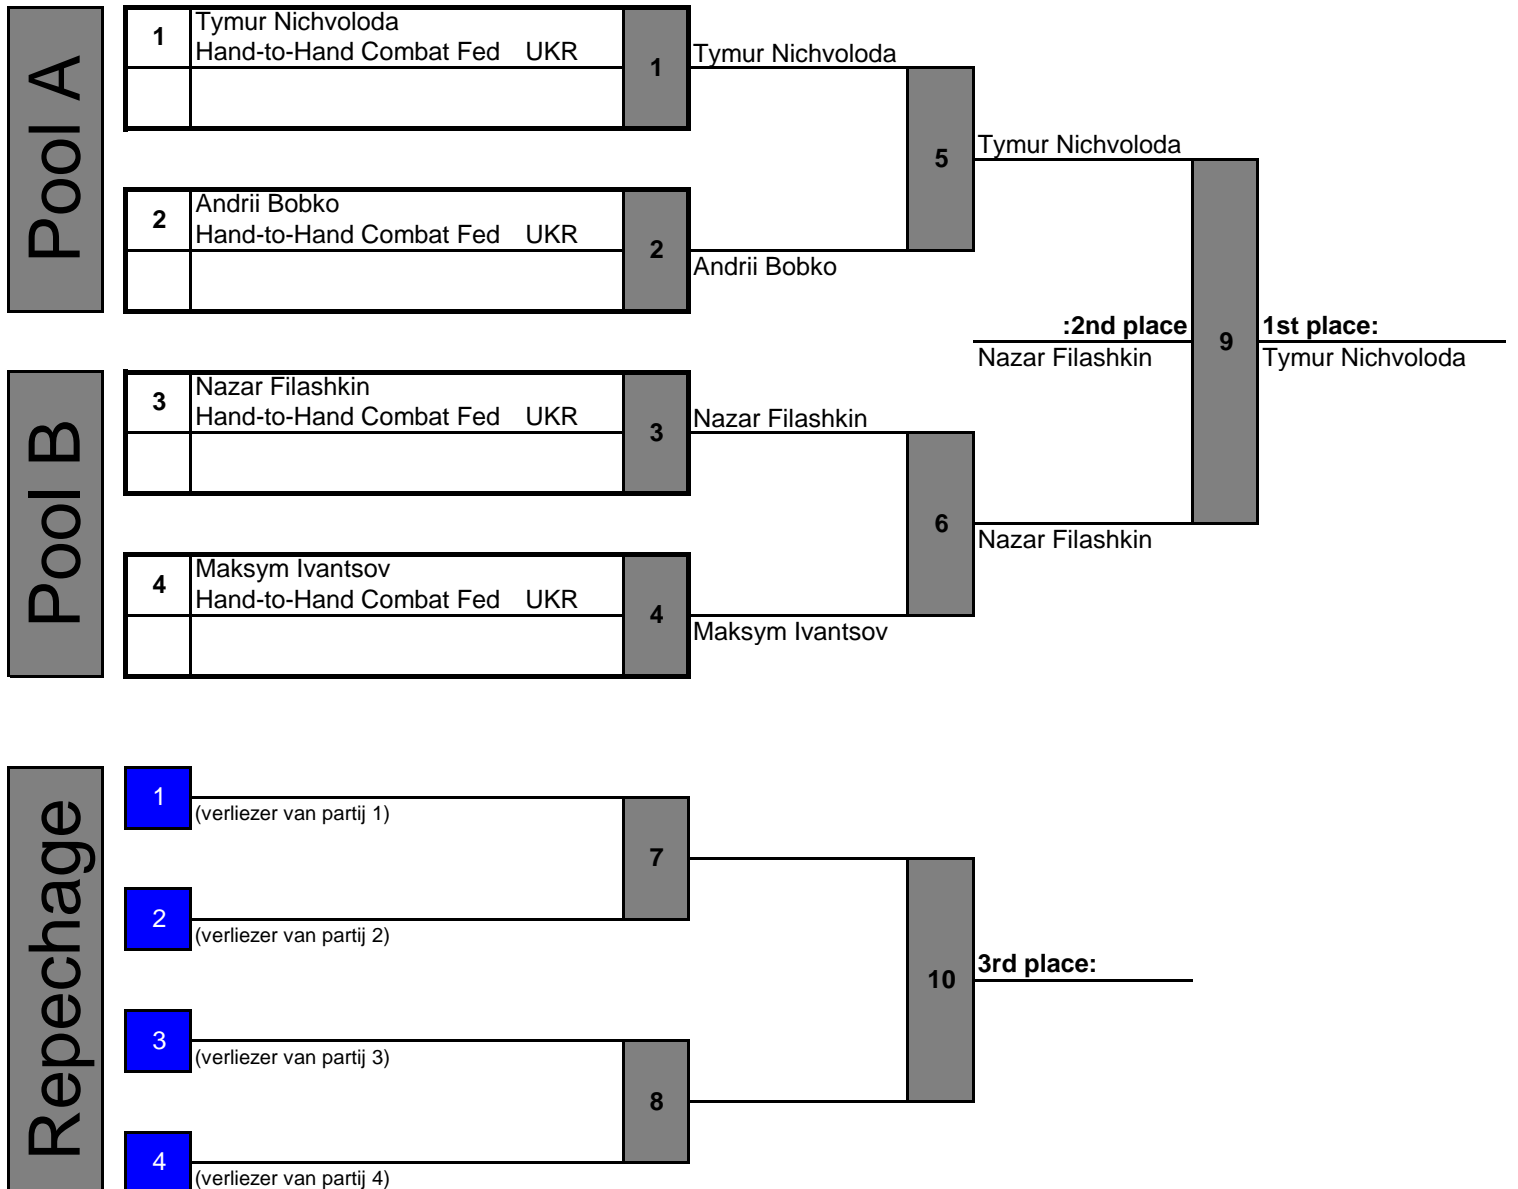 Pool A
1
Tymur Nichvoloda
Hand-to-Hand Combat Fed UKR
1
Tymur Nichvoloda
2
Andrii Bobko
Hand-to-Hand Combat Fed UKR
2
Andrii Bobko
5
Tymur Nichvoloda
Pool B
3
Nazar Filashkin
Hand-to-Hand Combat Fed UKR
3
Nazar Filashkin
4
Maksym Ivantsov
Hand-to-Hand Combat Fed UKR
4
Maksym Ivantsov
6
Nazar Filashkin
:2nd place
Nazar Filashkin
9
1st place:
Tymur Nichvoloda
Repechage
1
(verliezer van partij 1)
2
(verliezer van partij 2)
7
3
(verliezer van partij 3)
4
(verliezer van partij 4)
8
10
3rd place: